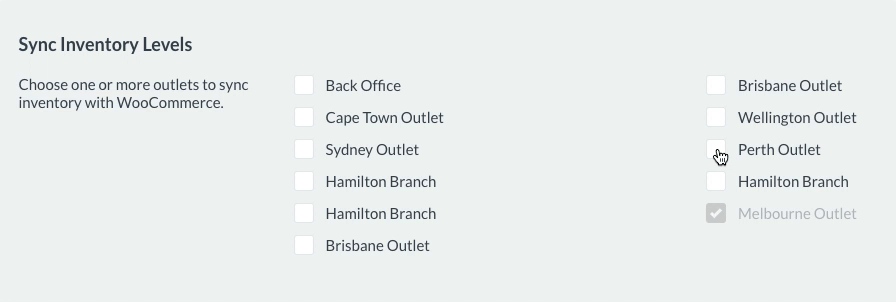 Sync Inventory Levels
Choose one or more outlets to sync
inventory with WooCommerce.
Back Office
Cape Town Outlet
Sydney Outlet
Hamilton Branch
Hamilton Branch
Brisbane Outlet
Brisbane Outlet
Wellington Outlet
Perth Outlet
Hamilton Branch
Melbourne Outlet